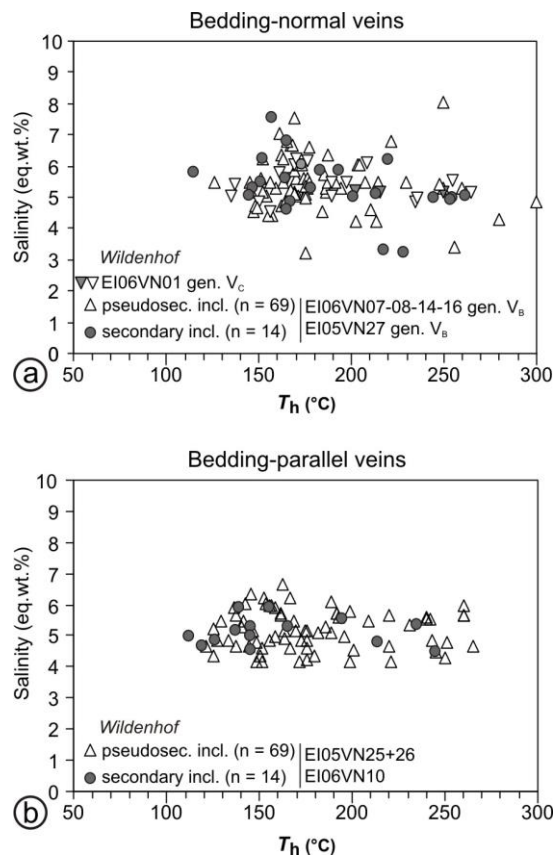 Bedding-normal veins
Salinity (eq.wt.%)
10
9
8
7
6
5
4
3
2
1
0
Wildenhof
EI06VN01 gen. VC
pseudosec. incl. (n = 69) EI06VN07-08-14-16 gen. VB
secondary incl. (n = 14) EI05VN27 gen. VB
a
50 100 150 200 250 300
Th (°C)
Bedding-parallel veins
Salinity (eq.wt.%)
10
9
8
7
6
5
4
3
2
1
0
Wildenhof
pseudosec. incl. (n = 69) EI05VN25+26
secondary incl. (n = 14) EI06VN10
b
50 100 150 200 250 300
Th (°C)